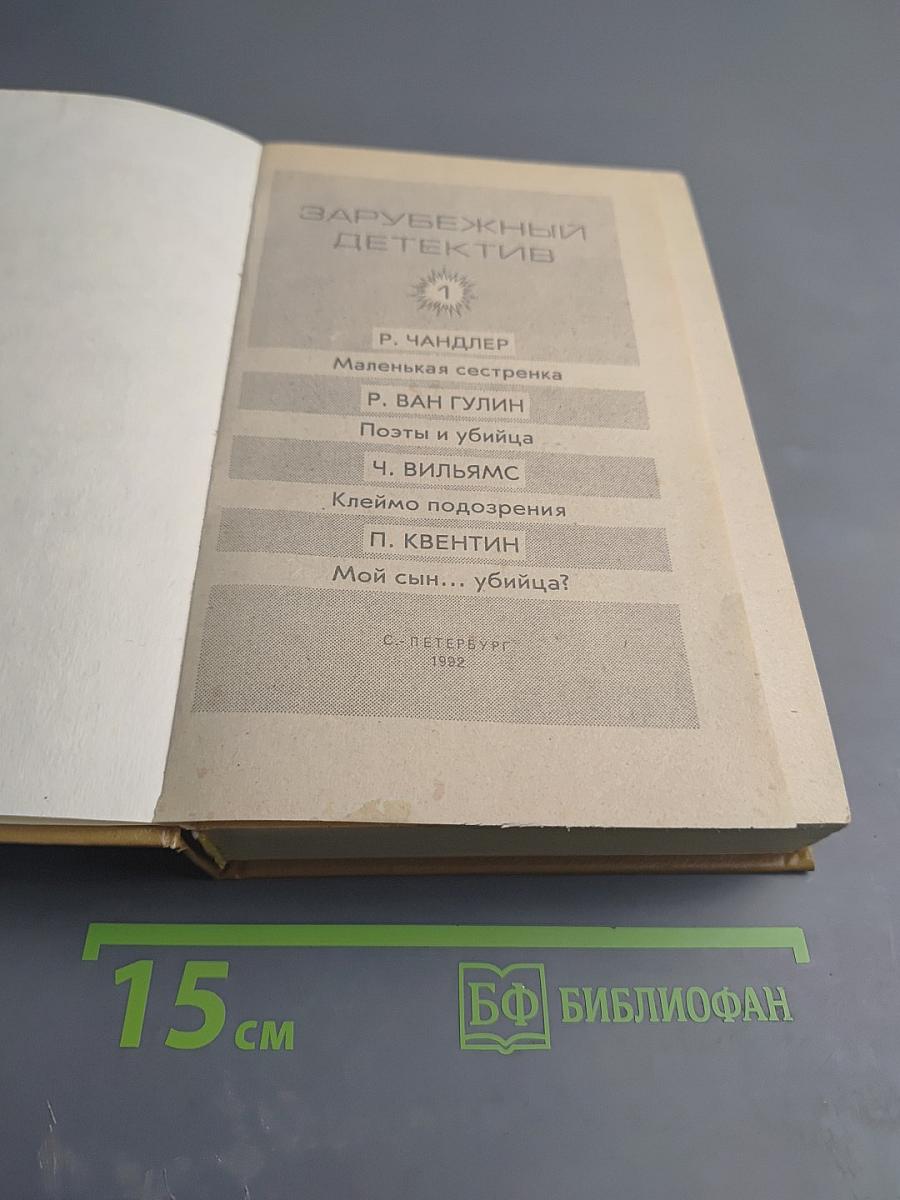 ЗАРУБЕЖНЫЙ
ДЕТЕКТИВ
1
Р. ЧАНДЛЕР
Маленькая сестренка
Р. ВАН ГУЛИН
Поэты и убийца
Ч. ВИЛЬЯМС
Клеймо подозрения
П. КВЕНТИН
Мой сын... убийца?
С.-ПЕТЕРБУРГ
1992
15 см
БФ БИБЛИОФАН